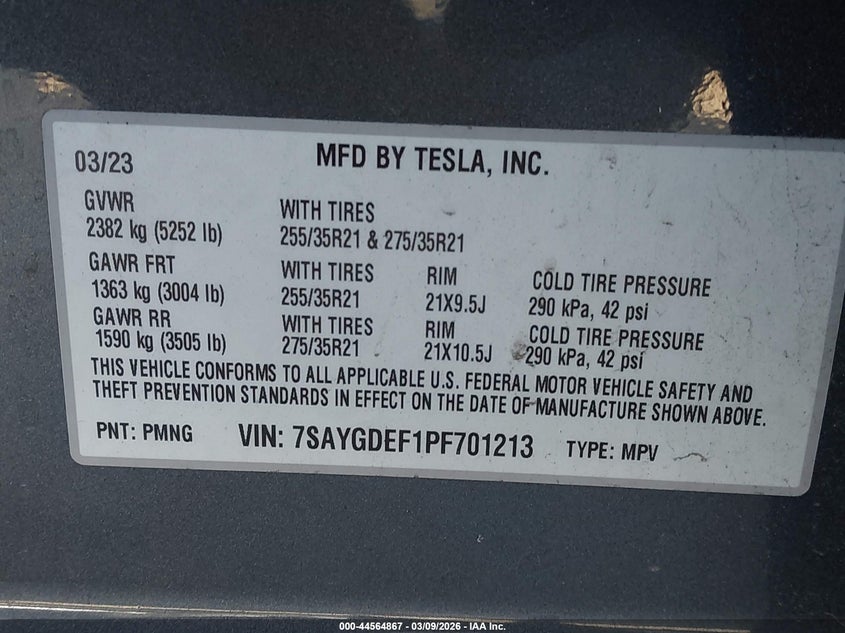 03/23 MFD BY TESLA, INC.
GVWR WITH TIRES
2382 kg (5252 lb) 255/35R21 & 275/35R21
GAWR FRT WITH TIRES RIM COLD TIRE PRESSURE
1363 kg (3004 lb) 255/35R21 21X9.5J 290 kPa, 42 psi
GAWR RR WITH TIRES RIM COLD TIRE PRESSURE
1590 kg (3505 lb) 275/35R21 21X10.5J 290 kPa, 42 psi
THIS VEHICLE CONFORMS TO ALL APPLICABLE U.S. FEDERAL MOTOR VEHICLE SAFETY AND
THEFT PREVENTION STANDARDS IN EFFECT ON THE DATE OF MANUFACTURE SHOWN ABOVE.
PNT: PMNG VIN: 7SAYGDEF1PF701213 TYPE: MPV
000-44564867 - 03/09/2026 - IAA Inc.